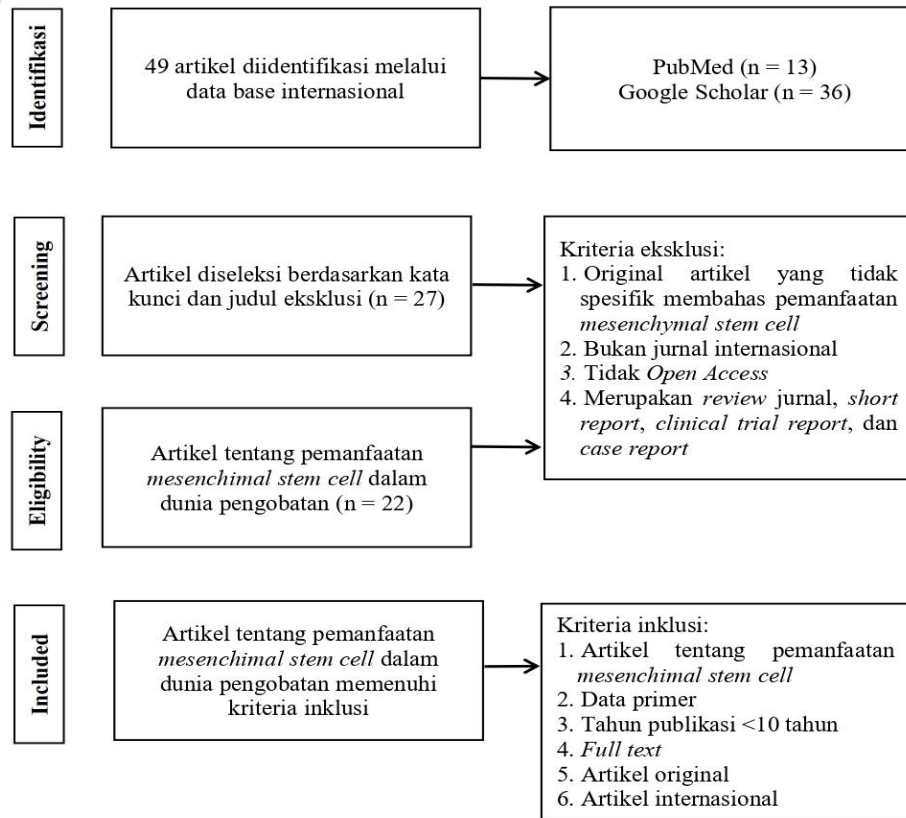 Identifikasi
49 artikel diidentifikasi melalui
data base internasional
PubMed (n = 13)
Google Scholar (n = 36)
Screening
Artikel diseleksi berdasarkan kata
kunci dan judul eksklusi (n = 27)
Kriteria eksklusi:
1. Original artikel yang tidak
spesifik membahas pemanfaatan
mesenchymal stem cell
2. Bukan jurnal internasional
3. Tidak Open Access
4. Merupakan review jurnal, short
report, clinical trial report, dan
case report
Eligibility
Artikel tentang pemanfaatan
mesenchimal stem cell dalam
dunia pengobatan (n = 22)
Included
Artikel tentang pemanfaatan
mesenchimal stem cell dalam
dunia pengobatan memenuhi
kriteria inklusi
Kriteria inklusi:
1. Artikel tentang pemanfaatan
mesenchimal stem cell
2. Data primer
3. Tahun publikasi <10 tahun
4. Full text
5. Artikel original
6. Artikel internasional